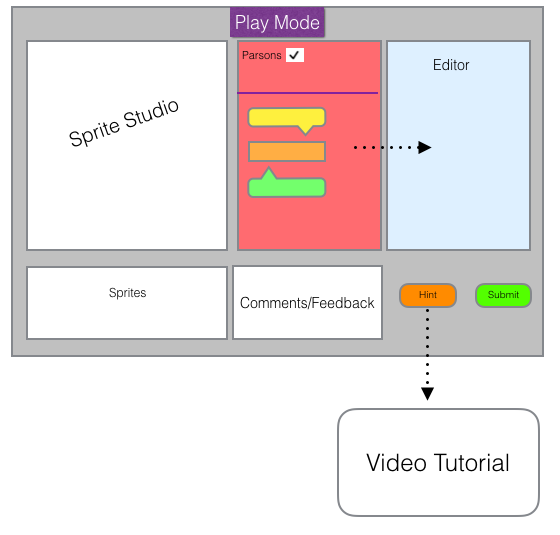 Play Mode
Sprite Studio
Parsons
Editor
Sprites
Comments/Feedback
Hint
Submit
Video Tutorial